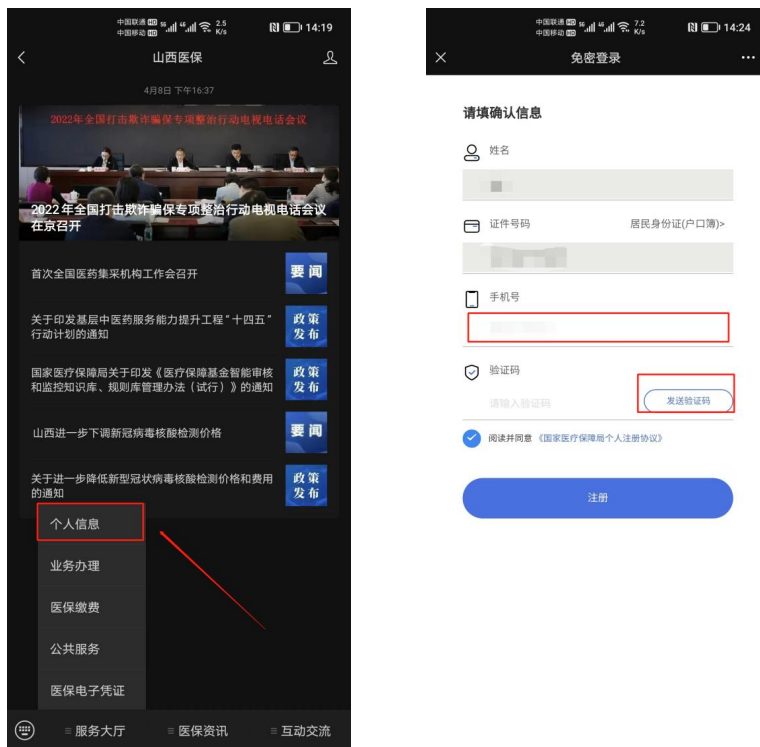 中国联通 HD 5G 4G 2.5 K/s 14:19
中国移动 HD
山西医保
4月8日 下午16:37
2022年全国打击欺诈骗保专项整治行动电视电话会议
2022年全国打击欺诈骗保专项整治行动电视电话会议
在京召开
首次全国医药集采机构工作会召开
要闻
关于印发基层中医药服务能力提升工程“十四五”
行动计划的通知
政策
发布
国家医疗保障局关于印发《医疗保障基金智能审核
和监控知识库、规则库管理办法（试行）》的通知
政策
发布
山西进一步下调新冠病毒核酸检测价格
要闻
关于进一步降低新型冠状病毒核酸检测价格和费用
的通知
政策
发布
个人信息
业务办理
医保缴费
公共服务
医保电子凭证
服务大厅
医保资讯
互动交流
中国联通 HD 5G 4G 7.2 K/s 14:24
中国移动 HD
免密登录
请填确认信息
姓名
证件号码
居民身份证(户口簿)>
手机号
验证码
请输入验证码
发送验证码
阅读并同意《国家医疗保障局个人注册协议》
注册